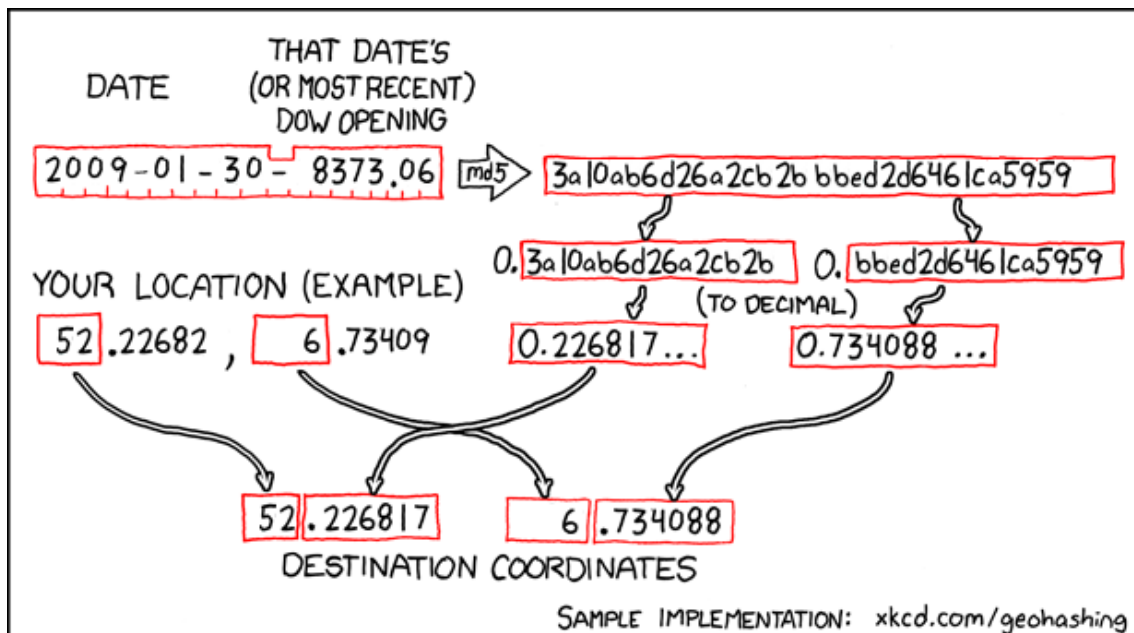 DATE
THAT DATE'S
(OR MOST RECENT)
DOW OPENING
2009-01-30-8373.06
md5
3a10ab6d26a2cb2bbbed2d6461ca5959
0.3a10ab6d26a2cb2b
0.bbed2d6461ca5959
(TO DECIMAL)
YOUR LOCATION (EXAMPLE)
52.22682, 6.73409
0.226817...
0.734088...
52.226817
6.734088
DESTINATION COORDINATES
SAMPLE IMPLEMENTATION: xkcd.com/geohashing